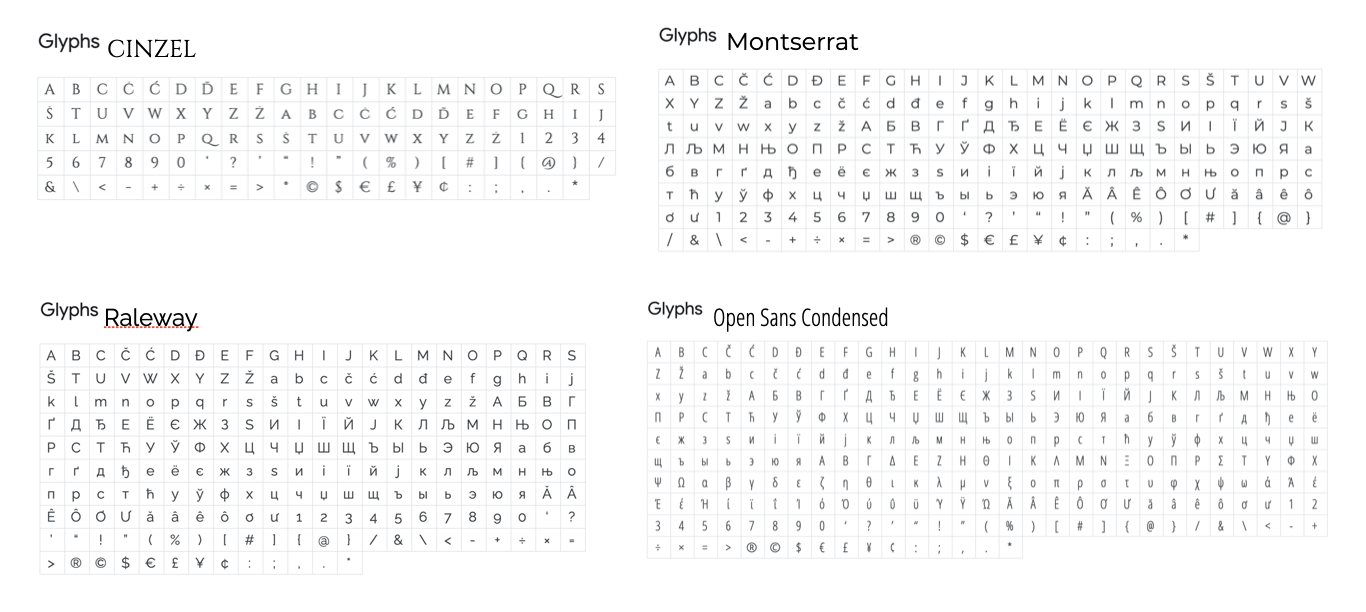 Glyphs CINZEL
A B C Č Ć D Ď E F G H I J K L M N O P Q R S
Š T U V W X Y Z Ž A B C Č Ć D Ď E F G H I J
K L M N O P Q R S Š T U V W X Y Z Ž 1 2 3 4
5 6 7 8 9 0 ‘ ? ’ “ ! ” ( % ) [ # ] { @ } /
& \ < - + ÷ × = > ® © $ € £ ¥ ¢ : ; , . *
Glyphs Montserrat
A B C Č Ć D Đ E F G H I J K L M N O P Q R S Š T U V W
X Y Z Ž a b c č ć d đ e f g h i j k l m n o p q r s š
t u v w x y z ž А Б В Г Ґ Д Ђ Е Ё Є Ж З Ѕ И І Ї Й Ј К
Л Љ М Н Њ О П Р С Т Ћ У Ў Ф Х Ц Ч Џ Ш Щ Ъ Ы Ь Э Ю Я а
б в г ґ д ђ е ё є ж з ѕ и і ї й ј к л љ м н њ о п р с
т ћ у ў ф х ц ч џ ш щ ъ ы ь э ю я Ă Â Ê Ô Ơ Ư ă â ê ô
ơ ư 1 2 3 4 5 6 7 8 9 0 ‘ ? ’ “ ! ” ( % ) [ # ] { @ }
/ & \ < - + ÷ × = > ® © $ € £ ¥ ¢ : ; , . *
Glyphs Raleway
A B C Č Ć D Đ E F G H I J K L M N O P Q R S
Š T U V W X Y Z Ž a b c č ć d đ e f g h i j
k l m n o p q r s š t u v w x y z ž А Б В Г
Ґ Д Ђ Е Ё Є Ж З Ѕ И І Ї Й Ј К Л Љ М Н Њ О П
Р С Т Ћ У Ў Ф Х Ц Ч Џ Ш Щ Ъ Ы Ь Э Ю Я а б в
г ґ д ђ е ё є ж з ѕ и і ї й ј к л љ м н њ о
п р с т ћ у ў ф х ц ч џ ш щ ъ ы ь э ю я Ă Â
Ê Ô Ơ Ư ă â ê ô ơ ư 1 2 3 4 5 6 7 8 9 0 ‘ ?
’ “ ! ” ( % ) [ # ] { @ } / & \ < - + ÷ × =
> ® © $ € £ ¥ ¢ : ; , . *
Glyphs Open Sans Condensed
A B C Č Ć D Đ E F G H I J K L M N O P Q R S Š T U V W X Y
Z Ž a b c č ć d đ e f g h i j k l m n o p q r s š t u v w
x y z ž А Б В Г Ґ Д Ђ Е Ё Є Ж З Ѕ И І Ї Й Ј К Л Љ М Н Њ О
П Р С Т Ћ У Ў Ф Х Ц Ч Џ Ш Щ Ъ Ы Ь Э Ю Я а б в г ґ д ђ е ё
є ж з ѕ и і ї й ј к л љ м н њ о п р с т ћ у ў ф х ц ч џ ш
щ ъ ы ь э ю я Α Β Γ Δ Ε Ζ Η Θ Ι Κ Λ Μ Ν Ξ Ο Π Ρ Σ Τ Υ Φ Χ
Ψ Ω α β γ δ ε ζ η θ ι κ λ μ ν ξ ο π ρ σ τ υ φ χ ψ ω ά Ά έ
Έ έ Ή ί ϊ ΐ Ί ό Ό ύ ΰ ϋ Ύ Ϋ Ώ Ă Â Ê Ô Ơ Ư ă â ê ô ơ ư 1 2
3 4 5 6 7 8 9 0 ‘ ? ’ “ ! ” ( % ) [ # ] { @ } / & \ < - +
÷ × = > ® © $ € £ ¥ ¢ : ; , . *